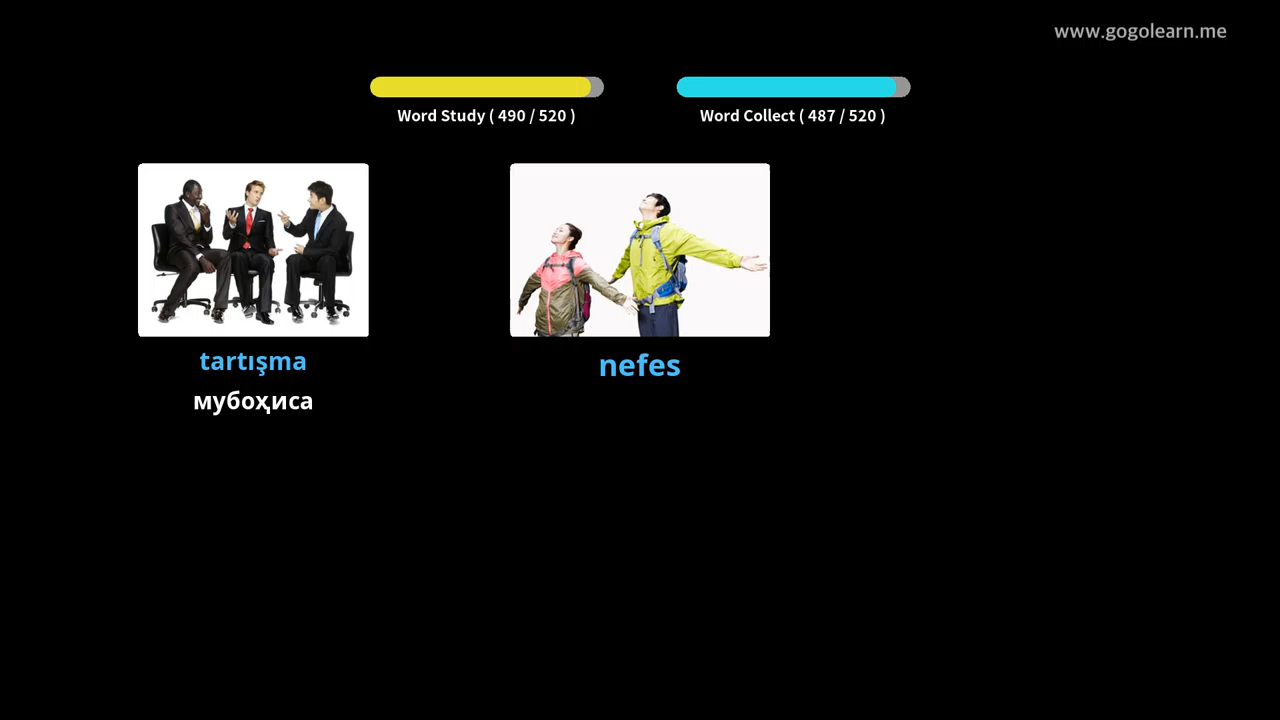 www.gogolearn.me
Word Study ( 490 / 520 )
Word Collect ( 487 / 520 )
tartışma
мубоҳиса
nefes